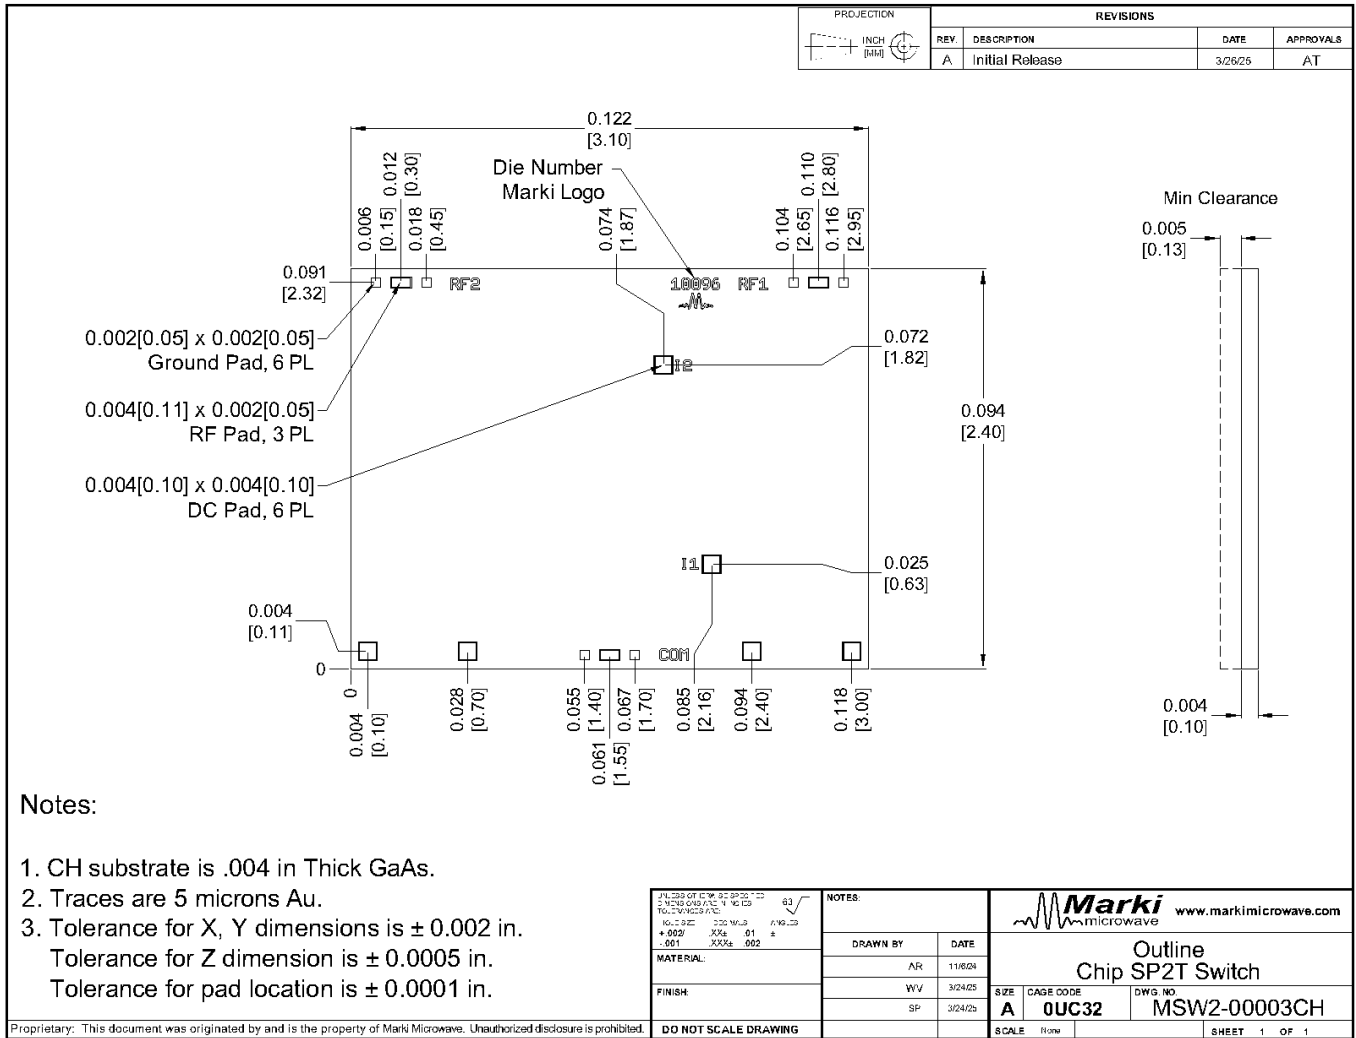 PROJECTION
INCH
[MM]
REVISIONS
REV. DESCRIPTION DATE APPROVALS
A Initial Release 3/26/25 AT
0.122
[3.10]
Die Number
Marki Logo
0.006
[0.15]
0.012
[0.30]
0.018
[0.45]
0.074
[1.87]
0.104
[2.65]
0.110
[2.80]
0.116
[2.95]
Min Clearance
0.005
[0.13]
0.091
[2.32]
RF2
10096
RF1
0.002[0.05] x 0.002[0.05]
Ground Pad, 6 PL
0.072
[1.82]
I2
0.004[0.11] x 0.002[0.05]
RF Pad, 3 PL
0.094
[2.40]
0.004[0.10] x 0.004[0.10]
DC Pad, 6 PL
I1
0.025
[0.63]
0.004
[0.11]
COM
0
0
0.004
[0.10]
0.028
[0.70]
0.055
[1.40]
0.061
[1.55]
0.067
[1.70]
0.085
[2.16]
0.094
[2.40]
0.118
[3.00]
0.004
[0.10]
Notes:
1. CH substrate is .004 in Thick GaAs.
2. Traces are 5 microns Au.
3. Tolerance for X, Y dimensions is ± 0.002 in.
Tolerance for Z dimension is ± 0.0005 in.
Tolerance for pad location is ± 0.0001 in.
Proprietary: This document was originated by and is the property of Marki Microwave. Unauthorized disclosure is prohibited.
63
+.002/ .XX± .01 ±
-.001 .XXX± .002
MATERIAL:
FINISH:
DO NOT SCALE DRAWING
NOTES:
DRAWN BY DATE
AR 11/6/24
WV 3/24/25
SP 3/24/25
Marki
microwave
www.markimicrowave.com
Outline
Chip SP2T Switch
SIZE CAGE CODE DWG. NO.
A 0UC32 MSW2-00003CH
SCALE None SHEET 1 OF 1